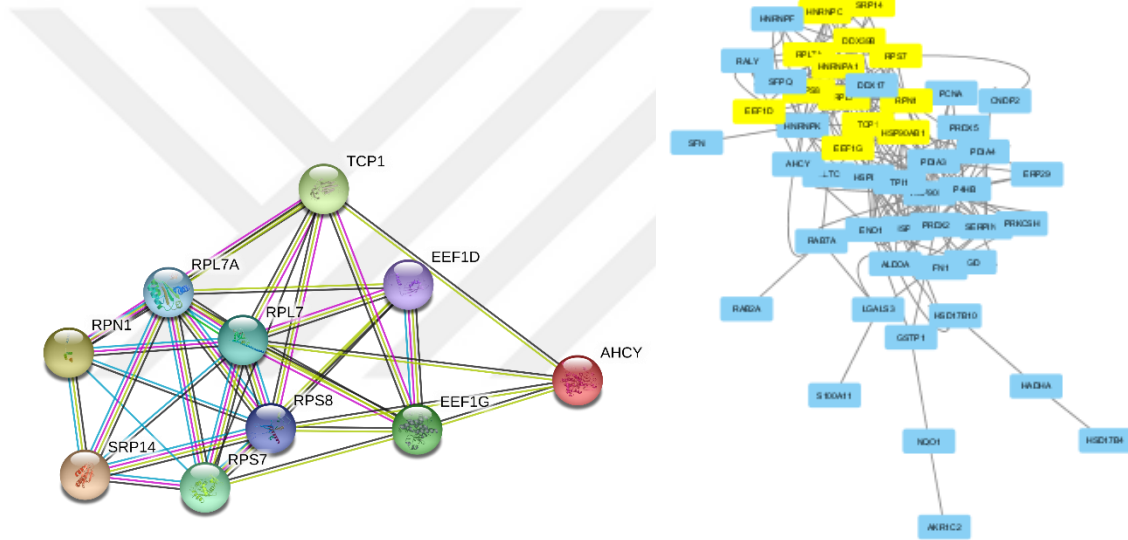 TCP1
EEF1D
RPL7A
RPL7
RPN1
AHCY
RPS8
EEF1G
SRP14
RPS7
SRP14
HNRNPC
HNRNPF
DDX39B
RPS7
RALY
HNRNPA1
SFPQ
DDX17
PCNA
CNDP2
RPN1
EEF1D
TCP1
HNRNPK
HSP90AB1
PRDX5
SFN
EEF1G
PDIA4
AHCY
PDIA3
TPI1
ERP29
P4HB
ENO1
PRDX2
PRKCSH
RAB7A
ALDOA
FN1
RAB2A
LGALS3
HSD17B10
GSTP1
S100A11
HADHA
NQO1
HSD17B4
AKR1C2